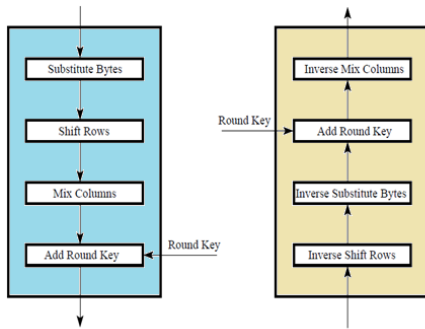 Substitute Bytes
Shift Rows
Mix Columns
Add Round Key
Round Key
Inverse Mix Columns
Round Key
Add Round Key
Inverse Substitute Bytes
Inverse Shift Rows